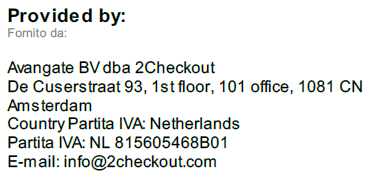 Provided by:
Fornito da:
Avangate BV dba 2Checkout
De Cuserstraat 93, 1st floor, 101 office, 1081 CN
Amsterdam
Country Partita IVA: Netherlands
Partita IVA: NL 815605468B01
E-mail: info@2checkout.com